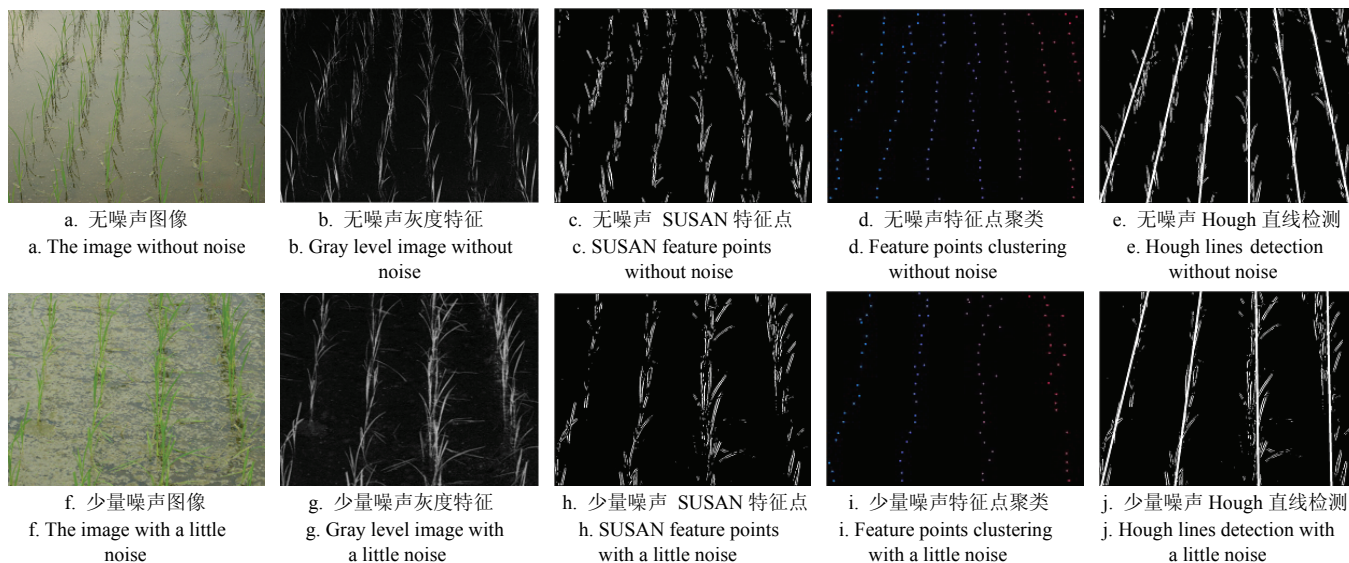 a. 无噪声图像
a. The image without noise
b. 无噪声灰度特征
b. Gray level image without
noise
c. 无噪声 SUSAN 特征点
c. SUSAN feature points
without noise
d. 无噪声特征点聚类
d. Feature points clustering
without noise
e. 无噪声 Hough 直线检测
e. Hough lines detection
without noise
f. 少量噪声图像
f. The image with a little
noise
g. 少量噪声灰度特征
g. Gray level image with
a little noise
h. 少量噪声 SUSAN 特征点
h. SUSAN feature points
with a little noise
i. 少量噪声特征点聚类
i. Feature points clustering
with a little noise
j. 少量噪声 Hough 直线检测
j. Hough lines detection with
a little noise